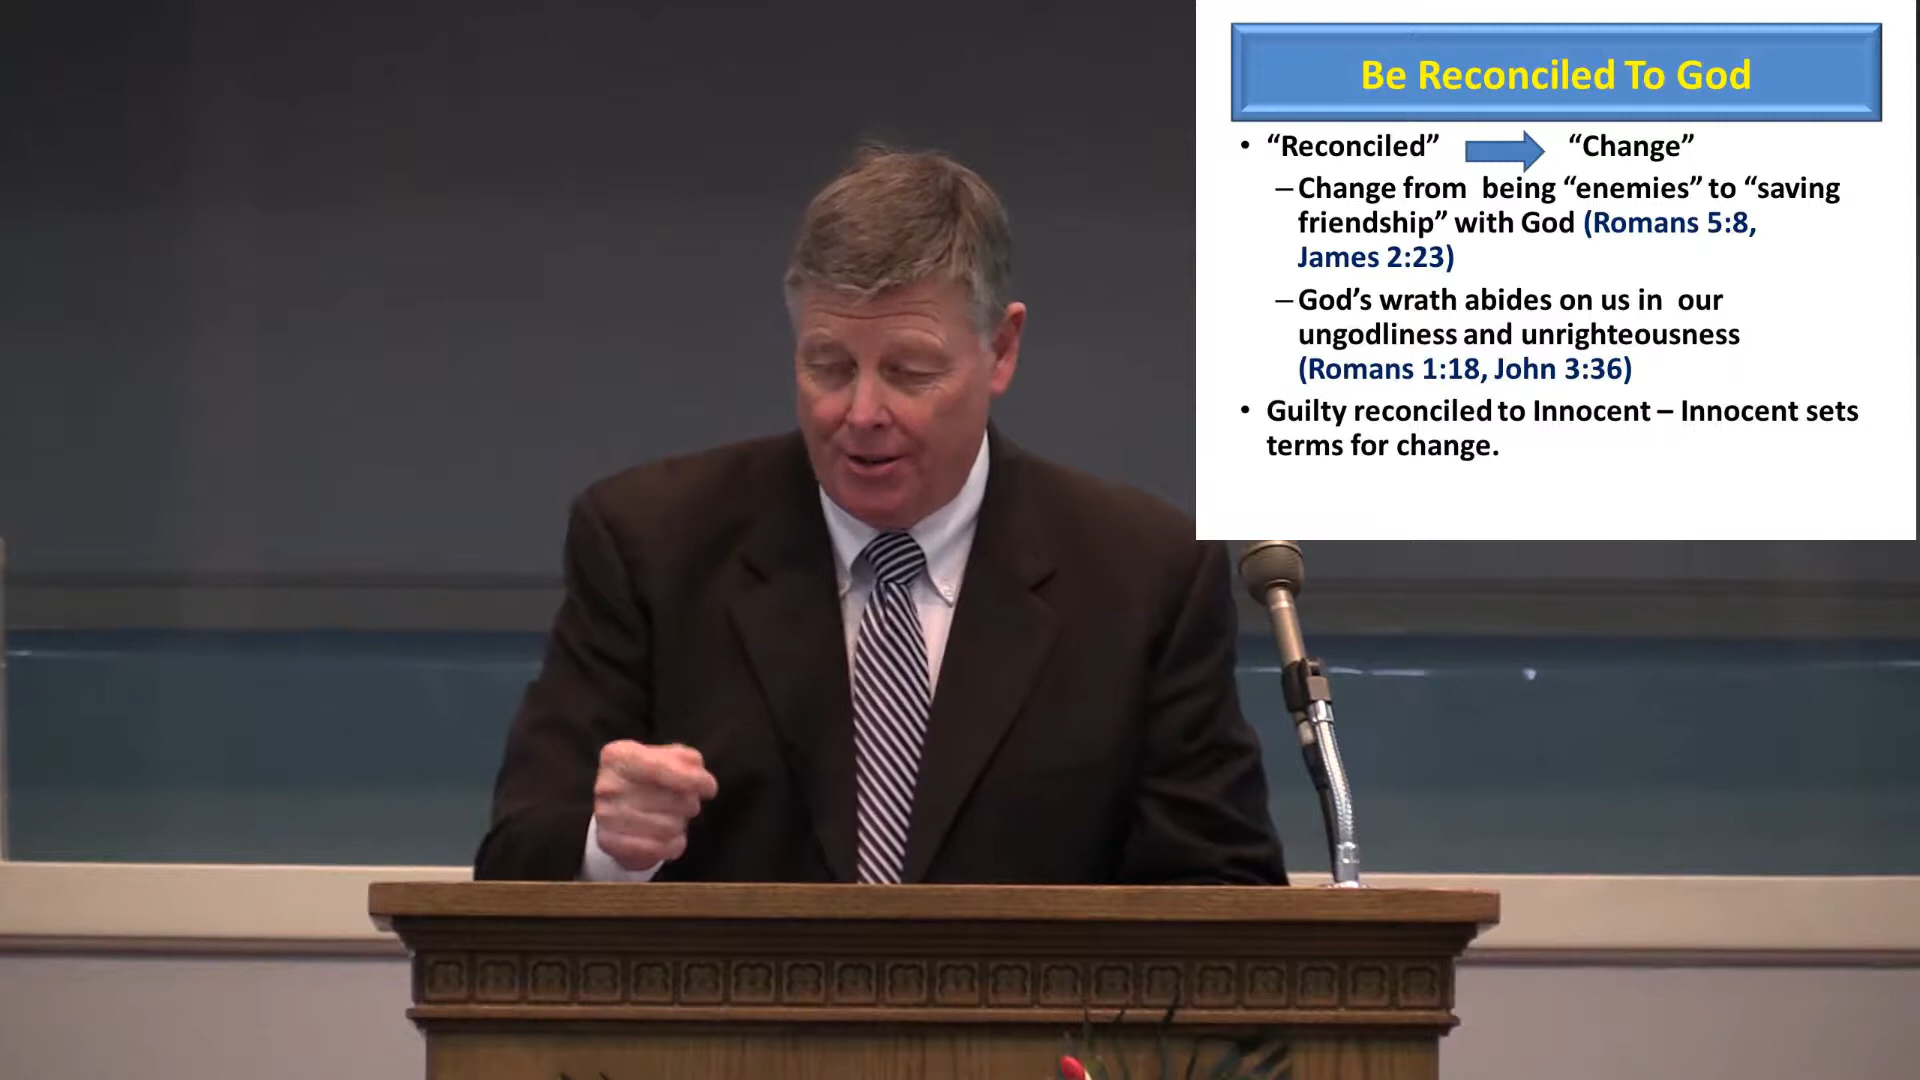 Be Reconciled To God
• “Reconciled” “Change”
– Change from being “enemies” to “saving
friendship” with God (Romans 5:8,
James 2:23)
– God’s wrath abides on us in our
ungodliness and unrighteousness
(Romans 1:18, John 3:36)
• Guilty reconciled to Innocent – Innocent sets
terms for change.